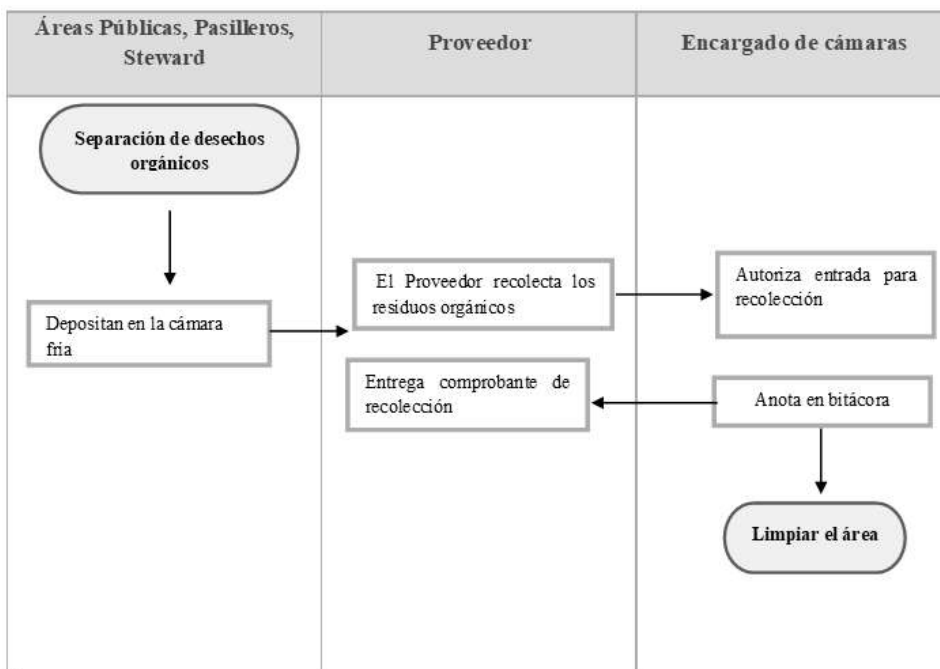 Áreas Públicas, Pasilleros,
Steward
Proveedor
Encargado de cámaras
Separación de desechos
orgánicos
Depositan en la cámara
fría
El Proveedor recolecta los
residuos orgánicos
Autoriza entrada para
recolección
Entrega comprobante de
recolección
Anota en bitácora
Limpiar el área